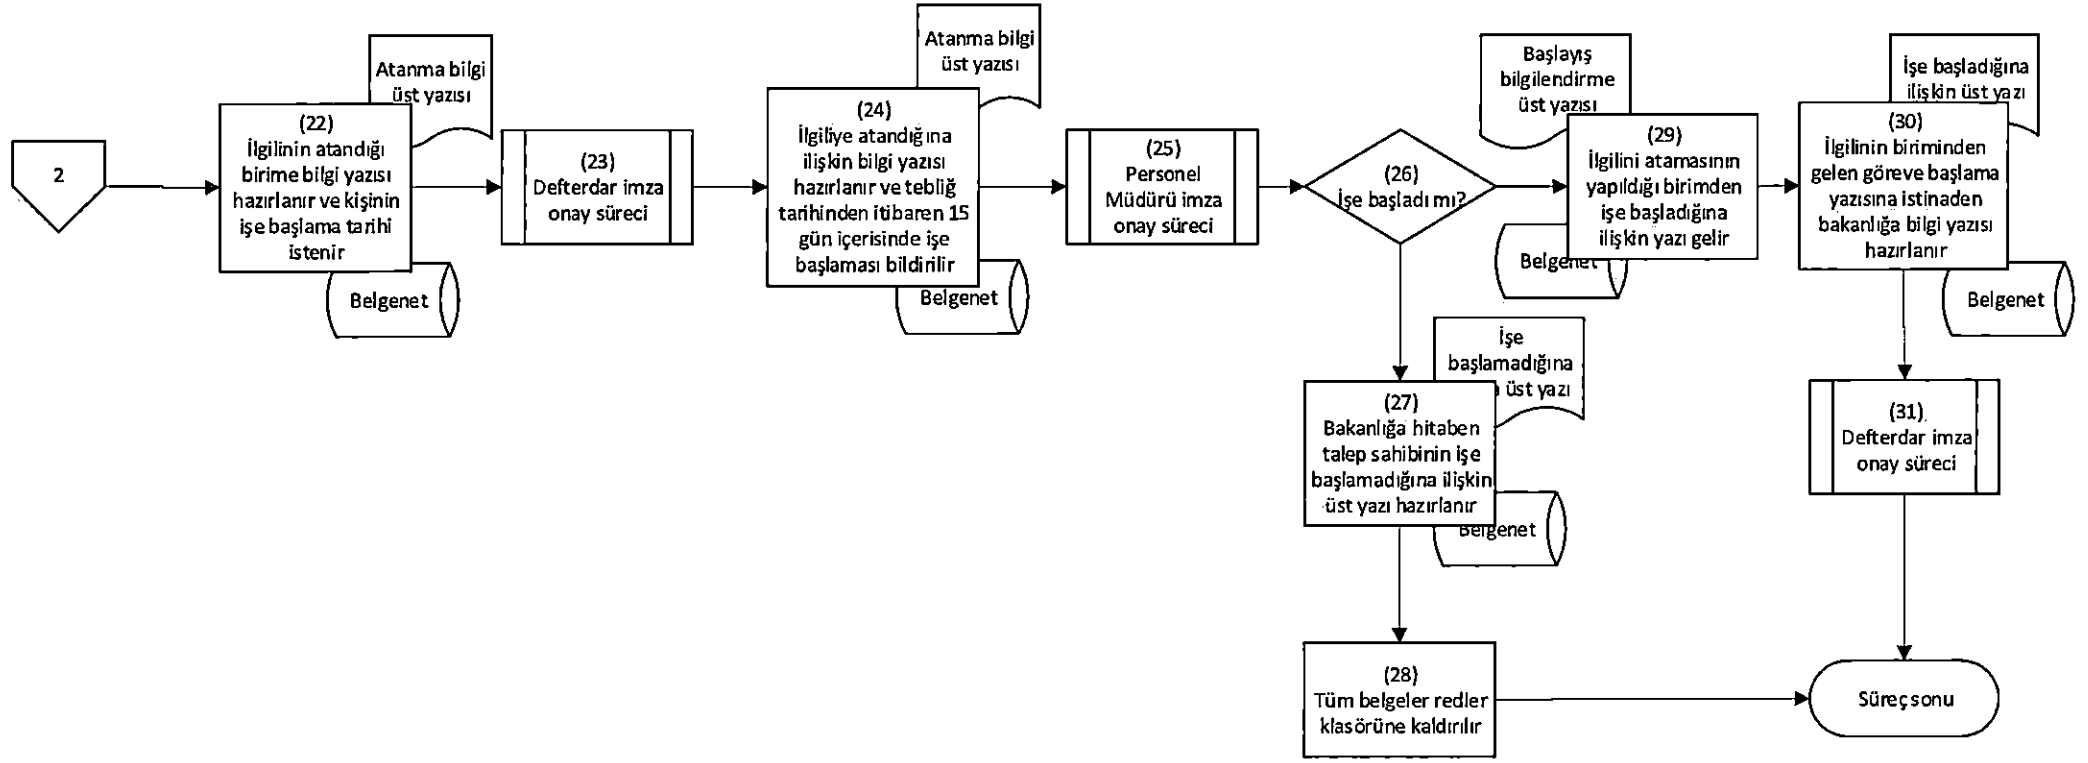 2
Atanma bilgi
üst yazısı
(22)
İlgilinin atandığı
birime bilgi yazısı
hazırlanır ve kişinin
işe başlama tarihi
istenir
Belgenet
(23)
Defterdar imza
onay süreci
Atanma bilgi
üst yazısı
(24)
İlgiliye atandığına
ilişkin bilgi yazısı
hazırlanır ve tebliğ
tarihinden itibaren 15
gün içerisinde işe
başlaması bildirilir
Belgenet
(25)
Personel
Müdürü imza
onay süreci
(26)
İşe başladı mı?
Başlayış
bilgilendirme
üst yazısı
(29)
İlgilini atamasının
yapıldığı birimden
işe başladığına
ilişkin yazı gelir
Belgenet
İşe başladığına
ilişkin üst yazı
(30)
İlgilinin biriminden
gelen göreve başlama
yazısına istinaden
bakanlığa bilgi yazısı
hazırlanır
Belgenet
İşe
başlamadığına
üst yazı
(27)
Bakanlığa hitaben
talep sahibinin işe
başlamadığına ilişkin
üst yazı hazırlanır
Belgenet
(31)
Defterdar imza
onay süreci
(28)
Tüm belgeler redler
klasörüne kaldırılır
Süreç sonu